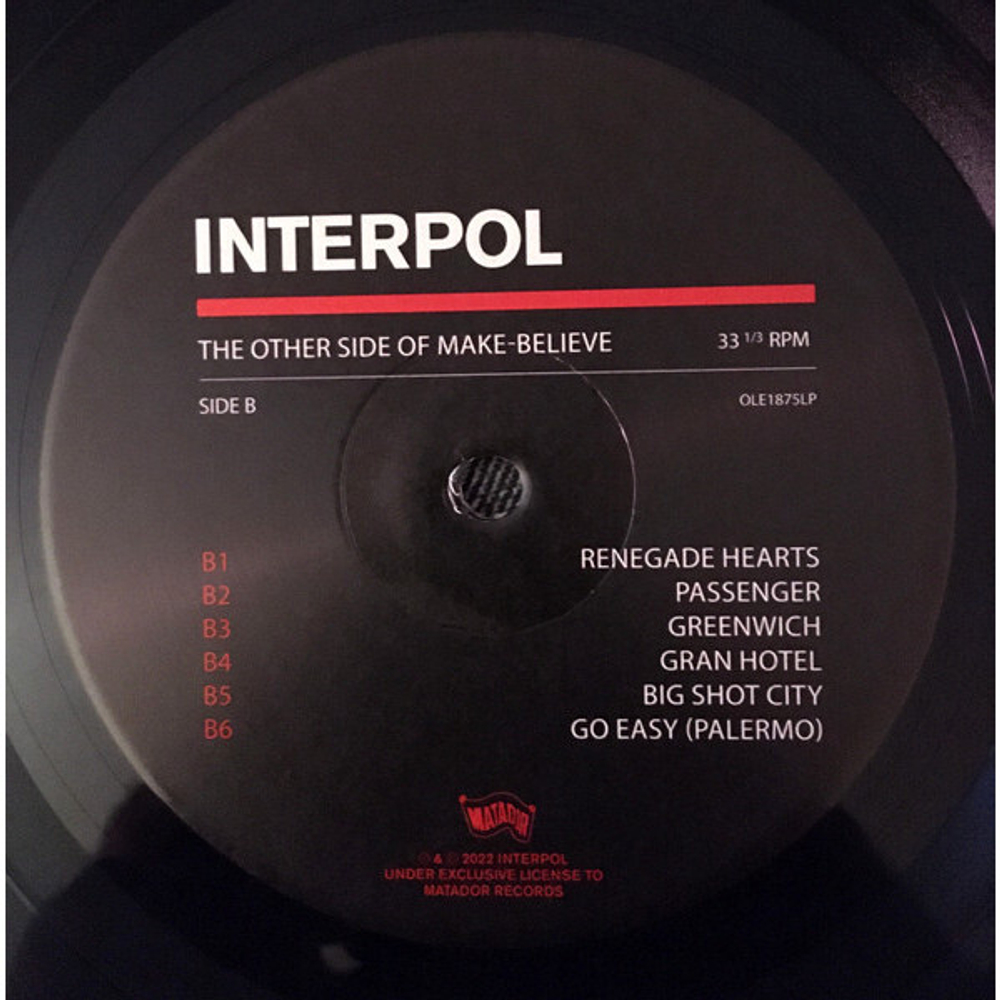 INTERPOL
THE OTHER SIDE OF MAKE-BELIEVE 33 1/3 RPM
SIDE B OLE1875LP
B1 RENEGADE HEARTS
B2 PASSENGER
B3 GREENWICH
B4 GRAN HOTEL
B5 BIG SHOT CITY
B6 GO EASY (PALERMO)
MATADOR
℗ & © 2022 INTERPOL
UNDER EXCLUSIVE LICENSE TO
MATADOR RECORDS